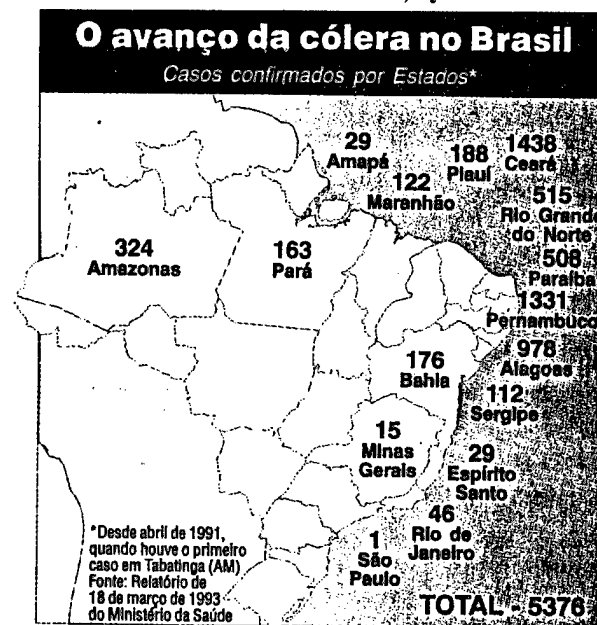 O avanço da cólera no Brasil
Casos confirmados por Estados*
29
Amapá
122
Maranhão
188
Piauí
1438
Ceará
515
Rio Grande
do Norte
508
Paraíba
1331
Pernambuco
978
Alagoas
112
Sergipe
324
Amazonas
163
Pará
176
Bahia
15
Minas
Gerais
29
Espírito
Santo
46
Rio de
Janeiro
1
São
Paulo
*Desde abril de 1991,
quando houve o primeiro
caso em Tabatinga (AM)
Fonte: Relatório de
18 de março de 1993
do Ministério da Saúde
TOTAL - 5376